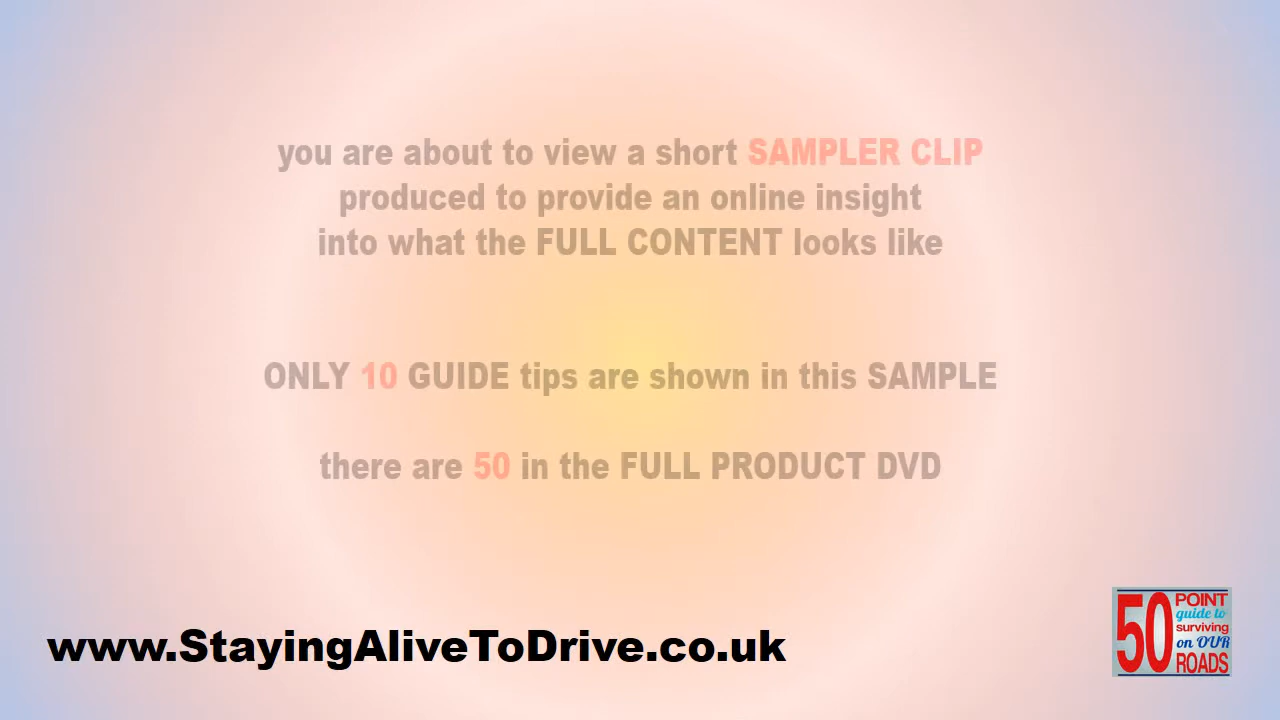 you are about to view a short SAMPLER CLIP
produced to provide an online insight
into what the FULL CONTENT looks like
ONLY 10 GUIDE tips are shown in this SAMPLE
there are 50 in the FULL PRODUCT DVD
www.StayingAliveToDrive.co.uk
50 POINT
guide to
surviving
on OUR
ROADS